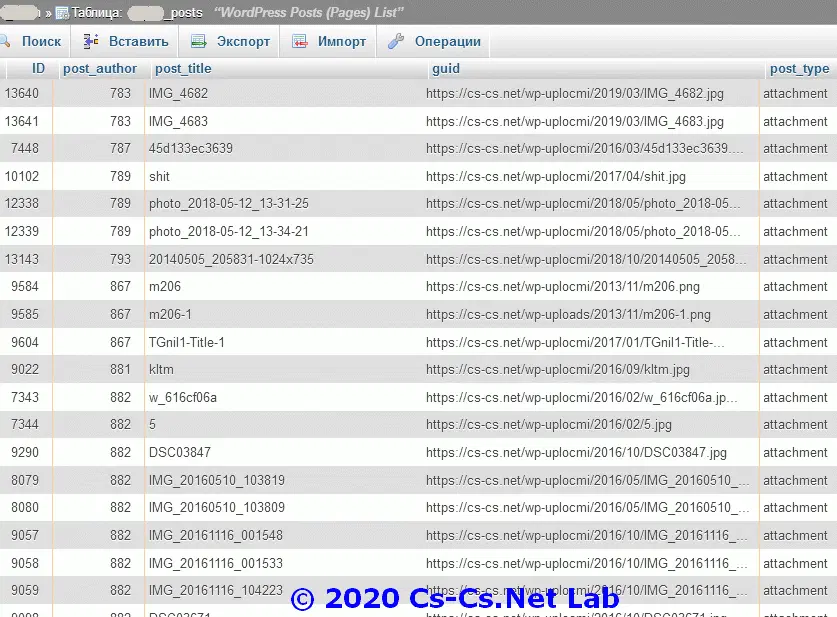 » Таблица: _posts "WordPress Posts (Pages) List"
Поиск Вставить Экспорт Импорт Операции
ID post_author post_title guid post_type
13640 783 IMG_4682 https://cs-cs.net/wp-uplocmi/2019/03/IMG_4682.jpg attachment
13641 783 IMG_4683 https://cs-cs.net/wp-uplocmi/2019/03/IMG_4683.jpg attachment
7448 787 45d133ec3639 https://cs-cs.net/wp-uplocmi/2016/03/45d133ec3639.... attachment
10102 789 shit https://cs-cs.net/wp-uplocmi/2017/04/shit.jpg attachment
12338 789 photo_2018-05-12_13-31-25 https://cs-cs.net/wp-uplocmi/2018/05/photo_2018-05... attachment
12339 789 photo_2018-05-12_13-34-21 https://cs-cs.net/wp-uplocmi/2018/05/photo_2018-05... attachment
13143 793 20140505_205831-1024x735 https://cs-cs.net/wp-uplocmi/2018/10/20140505_2058... attachment
9584 867 m206 https://cs-cs.net/wp-uplocmi/2013/11/m206.png attachment
9585 867 m206-1 https://cs-cs.net/wp-uploads/2013/11/m206-1.png attachment
9604 867 TGnil1-Title-1 https://cs-cs.net/wp-uplocmi/2017/01/TGnil1-Title-... attachment
9022 881 kltm https://cs-cs.net/wp-uplocmi/2016/09/kltm.jpg attachment
7343 882 w_616cf06a https://cs-cs.net/wp-uplocmi/2016/02/w_616cf06a.jp... attachment
7344 882 5 https://cs-cs.net/wp-uplocmi/2016/02/5.jpg attachment
9290 882 DSC03847 https://cs-cs.net/wp-uplocmi/2016/10/DSC03847.jpg attachment
8079 882 IMG_20160510_103819 https://cs-cs.net/wp-uplocmi/2016/05/IMG_20160510_... attachment
8080 882 IMG_20160510_103809 https://cs-cs.net/wp-uplocmi/2016/05/IMG_20160510_... attachment
9057 882 IMG_20161116_001548 https://cs-cs.net/wp-uplocmi/2016/10/IMG_20161116_... attachment
9058 882 IMG_20161116_001533 https://cs-cs.net/wp-uplocmi/2016/10/IMG_20161116_... attachment
9059 882 IMG_20161116_104223 https://cs-cs.net/wp-uplocmi/2016/10/IMG_20161116_... attachment
© 2020 Cs-Cs.Net Lab